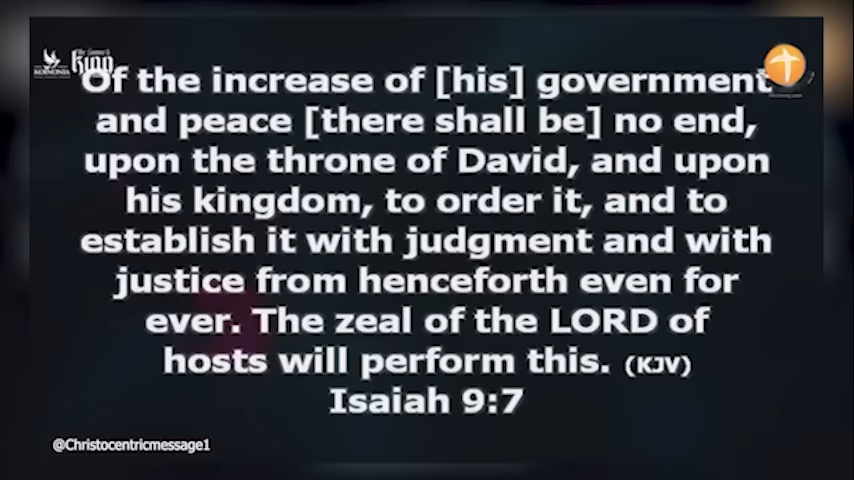 KOINONIA
King
Of the increase of [his] government
and peace [there shall be] no end,
upon the throne of David, and upon
his kingdom, to order it, and to
establish it with judgment and with
justice from henceforth even for
ever. The zeal of the LORD of
hosts will perform this. (KJV)
Isaiah 9:7
@Christocentricmessage1